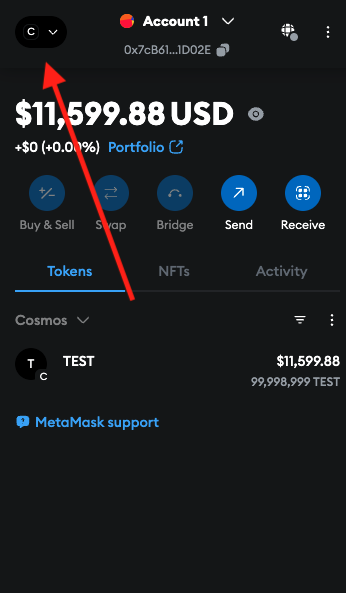 C
Account 1
0x7cB61...1D02E
$11,599.88 USD
+$0 (+0.00%) Portfolio
Buy & Sell Swap Bridge Send Receive
Tokens NFTs Activity
Cosmos
T C TEST $11,599.88
99,998,999 TEST
MetaMask support